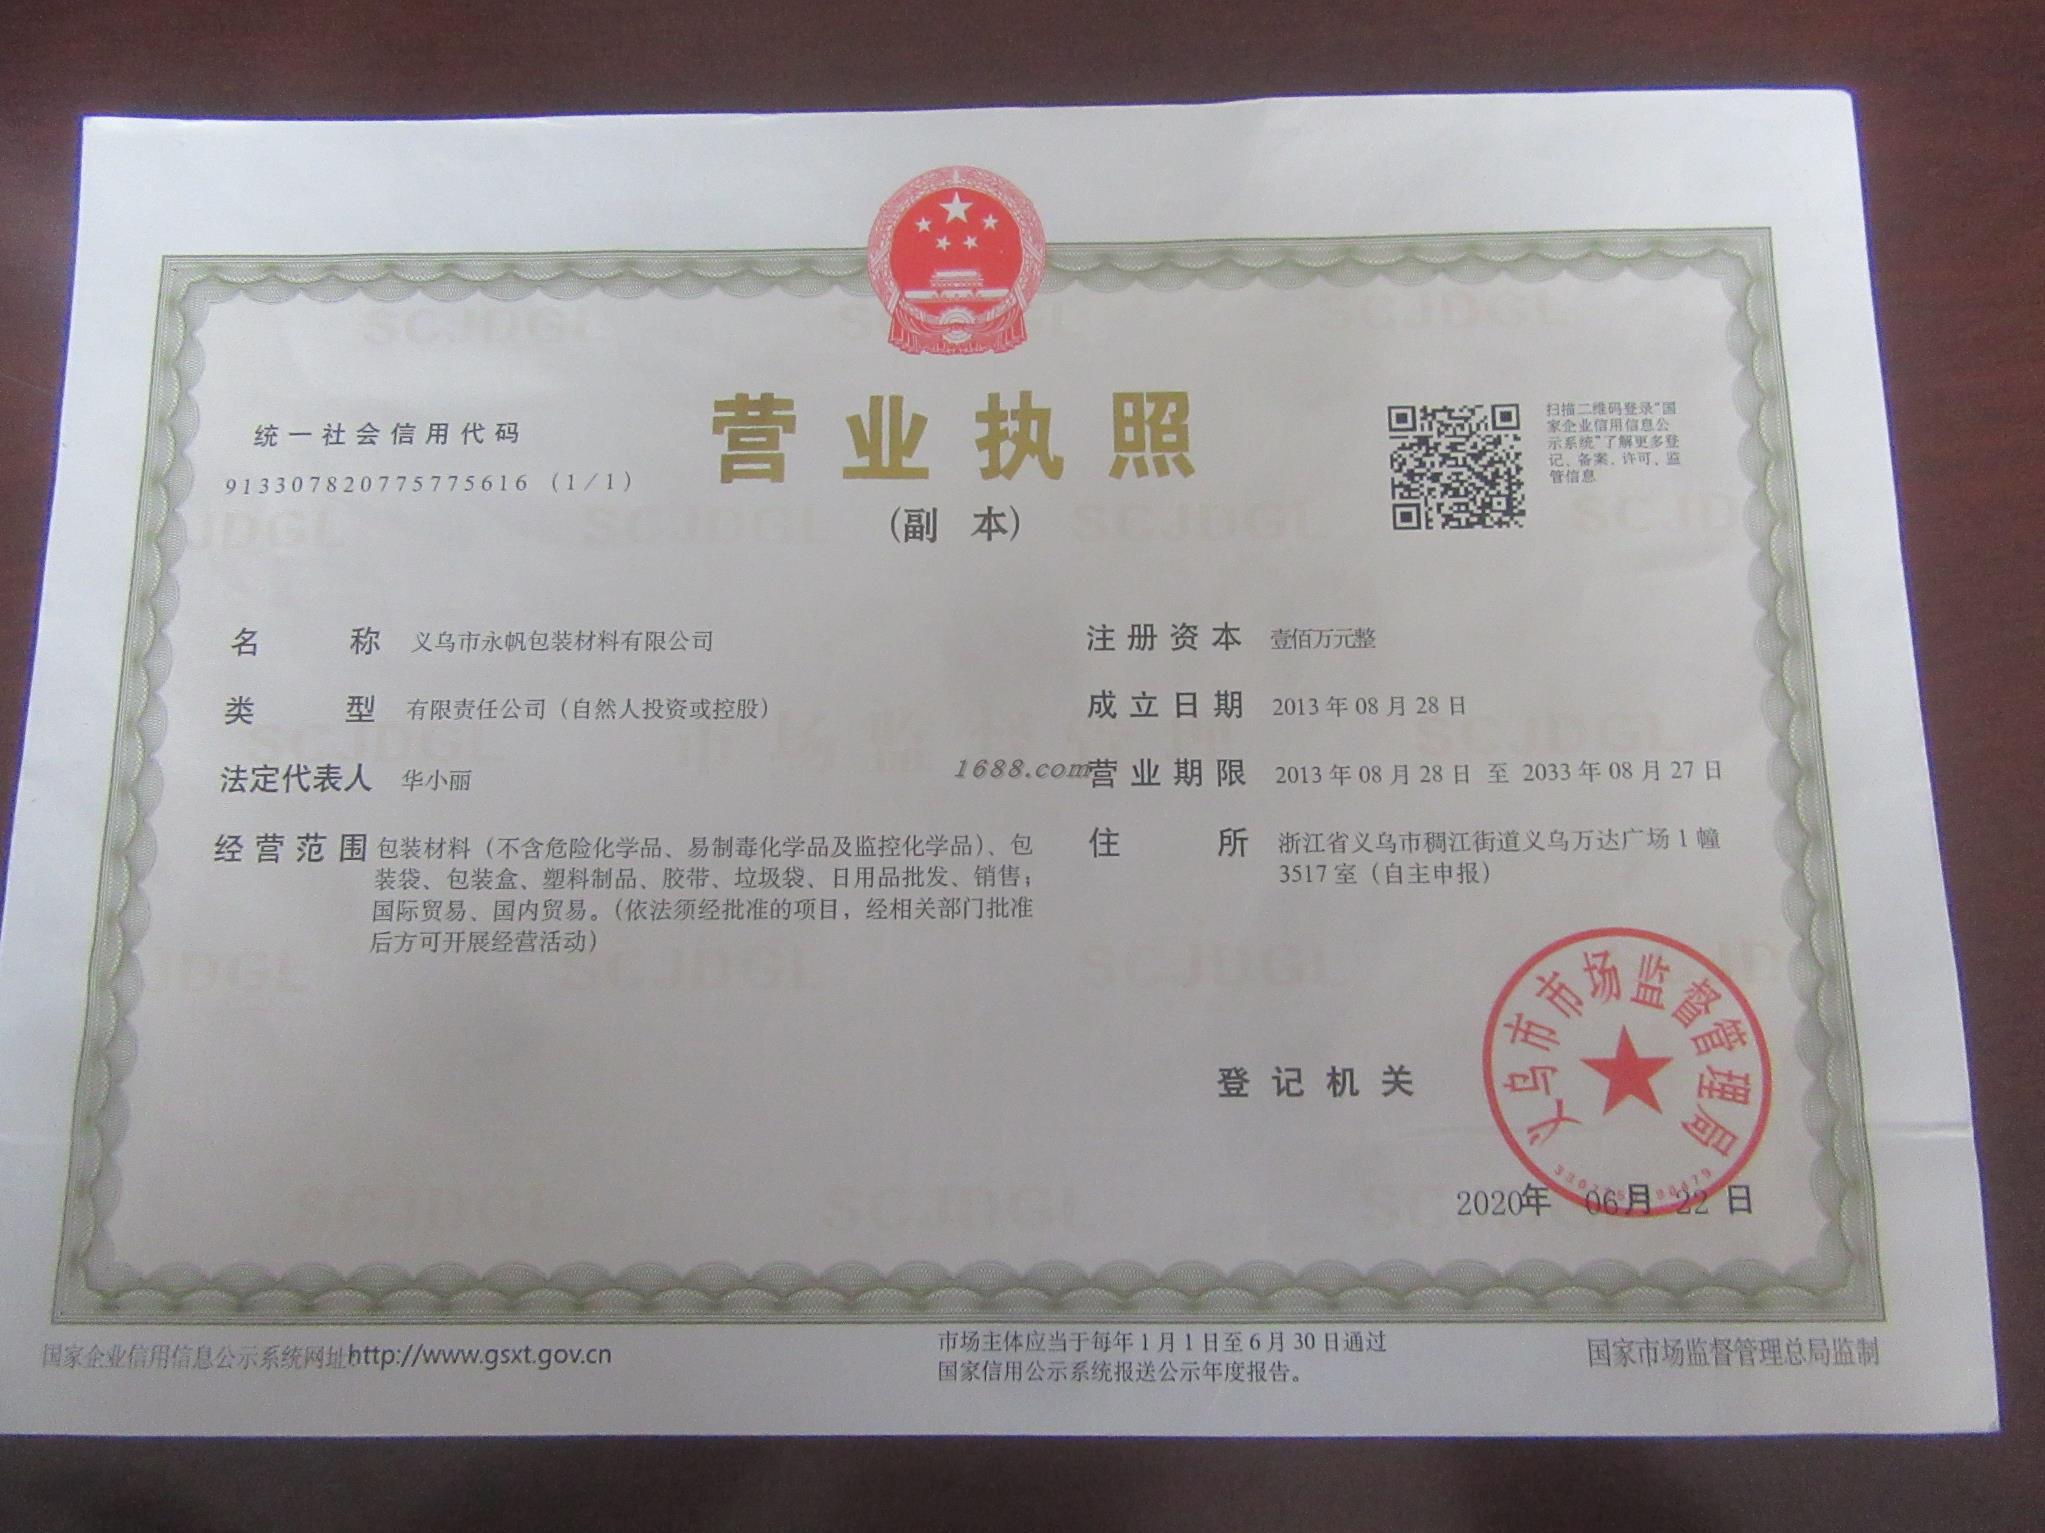 统一社会信用代码
913307820775775616 (1/1)
营业执照
(副 本)
扫描二维码登录“国
家企业信用信息公
示系统”了解更多登
记、备案、许可、监
管信息
名 称 义乌市永帆包装材料有限公司
类 型 有限责任公司（自然人投资或控股）
法定代表人 华小丽
经营范围 包装材料（不含危险化学品、易制毒化学品及监控化学品）、包
装袋、包装盒、塑料制品、胶带、垃圾袋、日用品批发、销售；
国际贸易、国内贸易。（依法须经批准的项目，经相关部门批准
后方可开展经营活动）
注册资本 壹佰万元整
成立日期 2013年08月28日
营业期限 2013年08月28日 至 2033年08月27日
住 所 浙江省义乌市稠江街道义乌万达广场1幢
3517室（自主申报）
1688.com
登记机关
义乌市市场监督管理局
2020年 06月 22日
国家企业信用信息公示系统网址http://www.gsxt.gov.cn
市场主体应当于每年1月1日至6月30日通过
国家信用公示系统报送公示年度报告。
国家市场监督管理总局监制
SCJDGL
市场监督管理